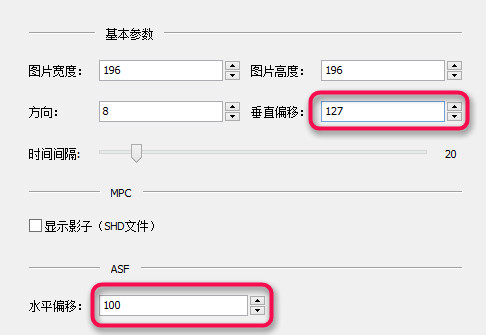 基本参数
图片宽度： 196 图片高度： 196
方向： 8 垂直偏移： 127
时间间隔： 20
MPC
显示影子（SHD文件）
ASF
水平偏移： 100